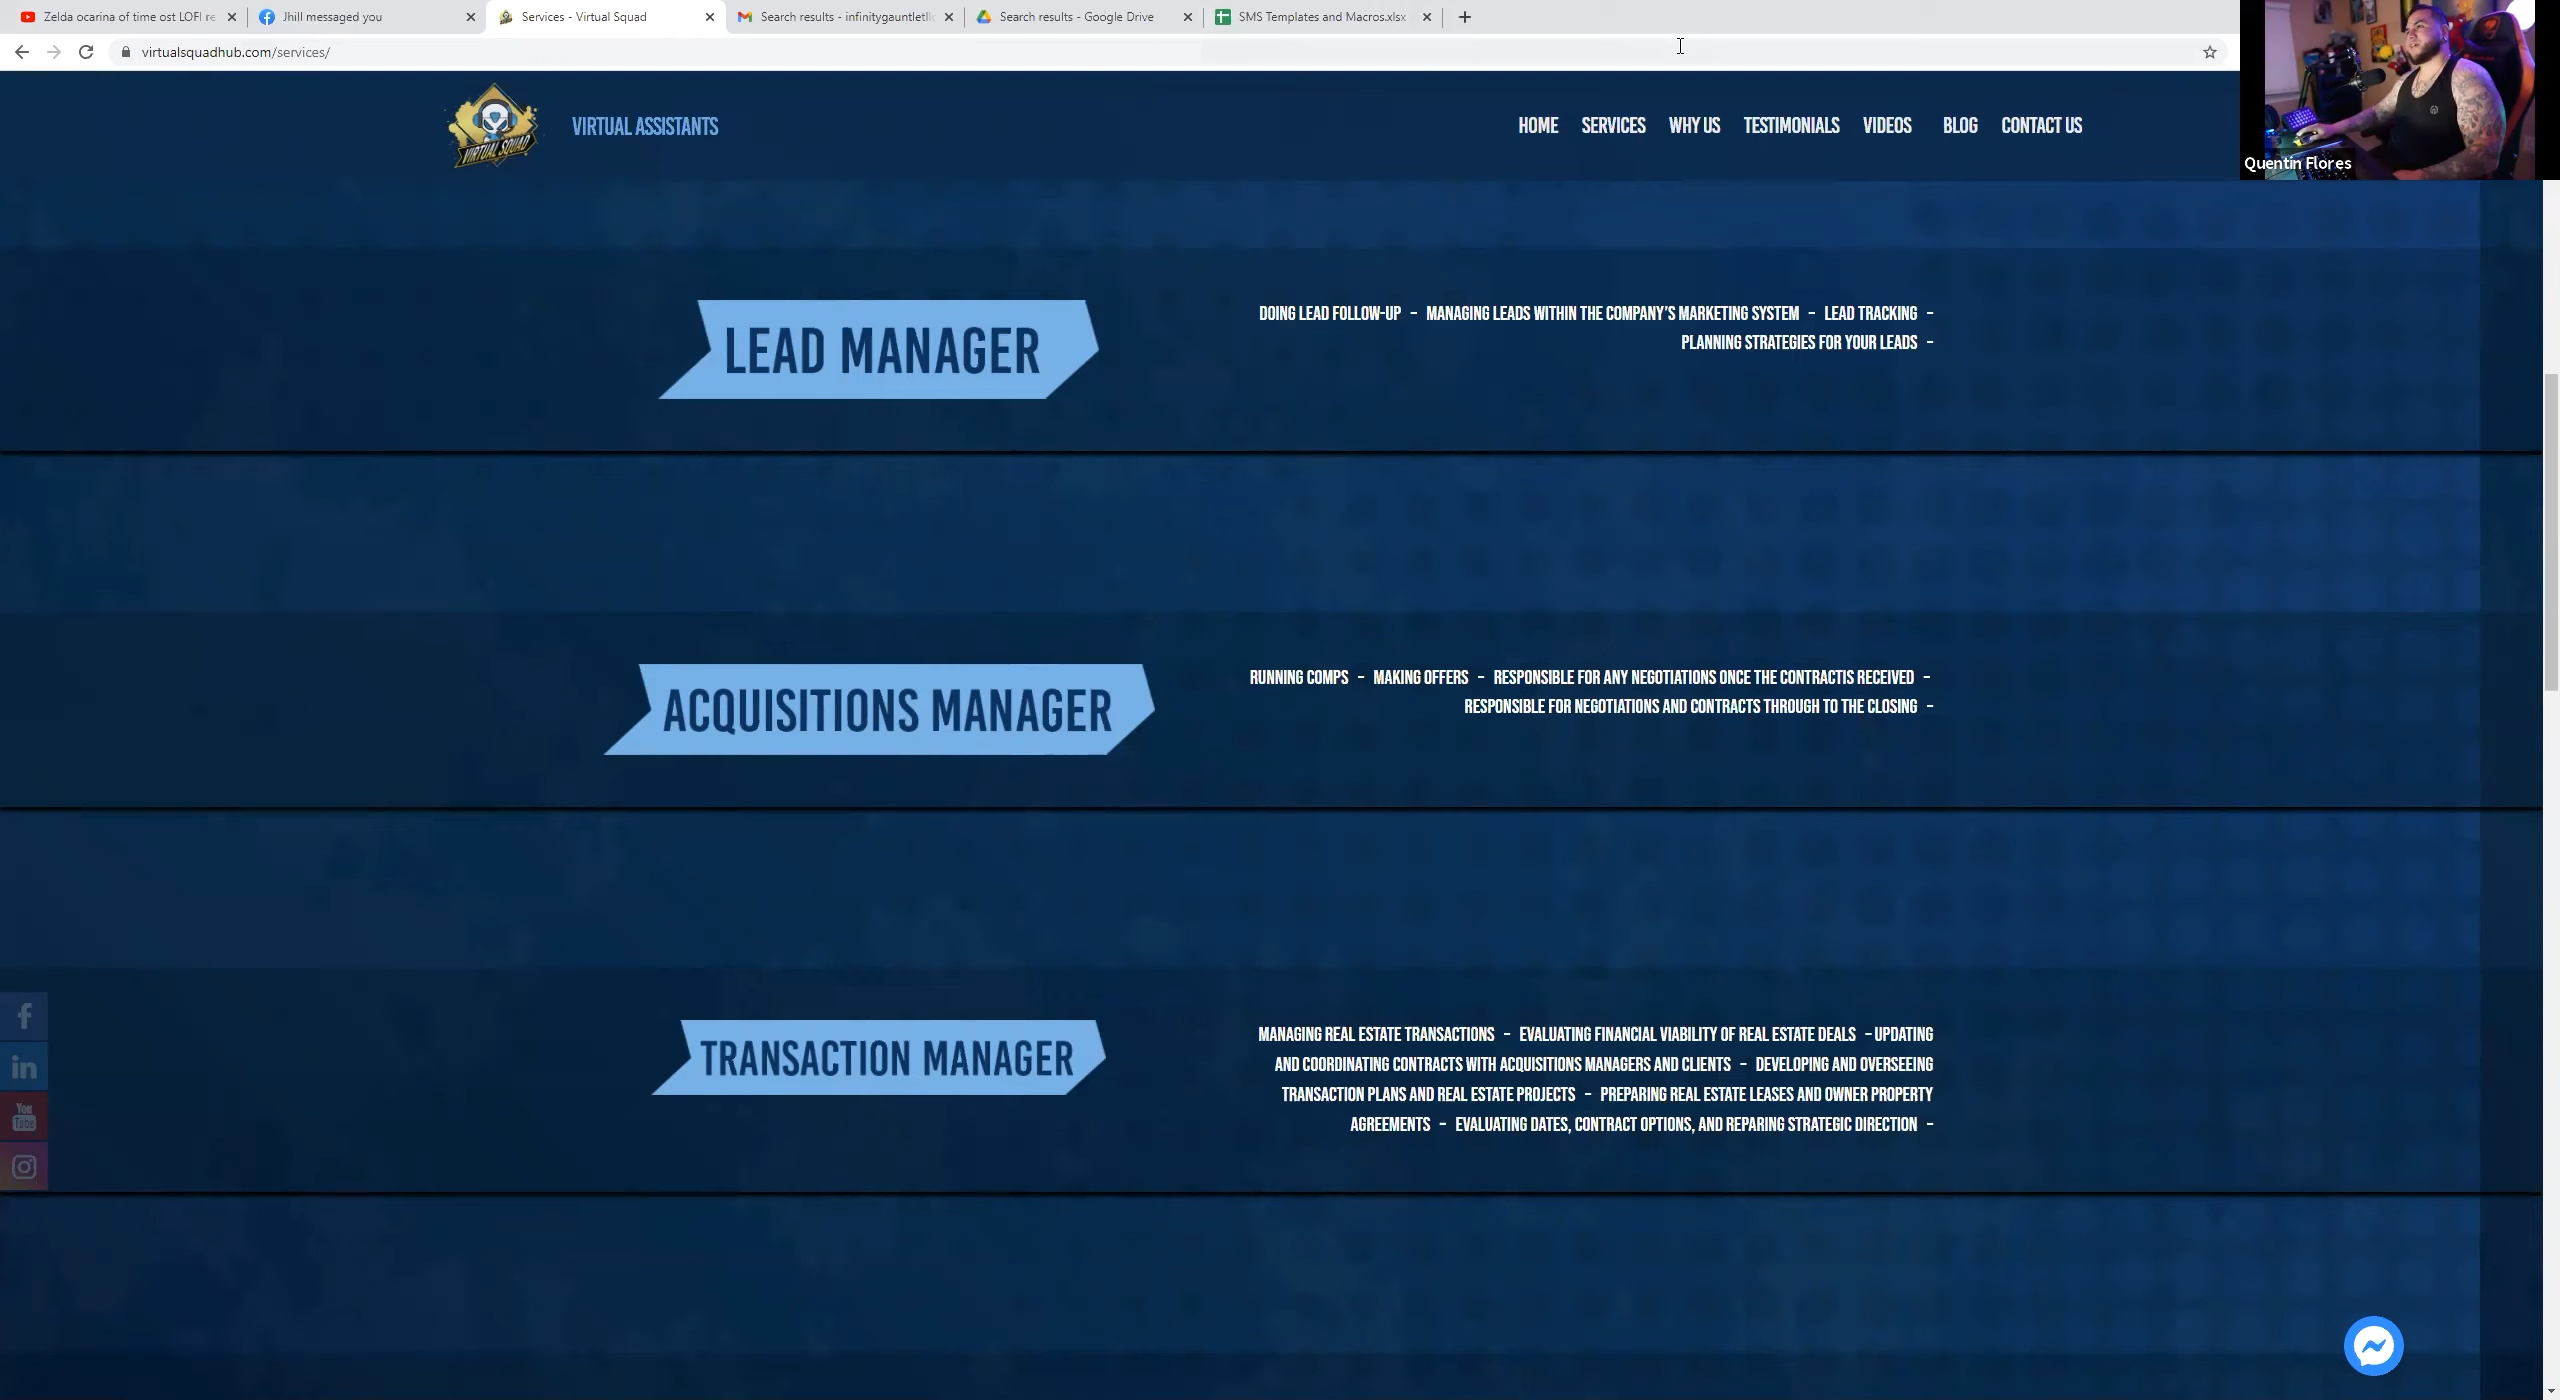 Zelda ocarina of time ost LOFI re
Jhill messaged you
Services - Virtual Squad
Search results - infinitygauntletllc
Search results - Google Drive
SMS Templates and Macros.xlsx
virtualsquadhub.com/services/
Quentin Flores
VIRTUAL SQUAD
VIRTUAL ASSISTANTS
HOME SERVICES WHY US TESTIMONIALS VIDEOS BLOG CONTACT US
LEAD MANAGER
DOING LEAD FOLLOW-UP – MANAGING LEADS WITHIN THE COMPANY'S MARKETING SYSTEM – LEAD TRACKING –
PLANNING STRATEGIES FOR YOUR LEADS –
ACQUISITIONS MANAGER
RUNNING COMPS – MAKING OFFERS – RESPONSIBLE FOR ANY NEGOTIATIONS ONCE THE CONTRACTIS RECEIVED –
RESPONSIBLE FOR NEGOTIATIONS AND CONTRACTS THROUGH TO THE CLOSING –
TRANSACTION MANAGER
MANAGING REAL ESTATE TRANSACTIONS – EVALUATING FINANCIAL VIABILITY OF REAL ESTATE DEALS –UPDATING
AND COORDINATING CONTRACTS WITH ACQUISITIONS MANAGERS AND CLIENTS – DEVELOPING AND OVERSEEING
TRANSACTION PLANS AND REAL ESTATE PROJECTS – PREPARING REAL ESTATE LEASES AND OWNER PROPERTY
AGREEMENTS – EVALUATING DATES, CONTRACT OPTIONS, AND REPARING STRATEGIC DIRECTION –
You
Tube